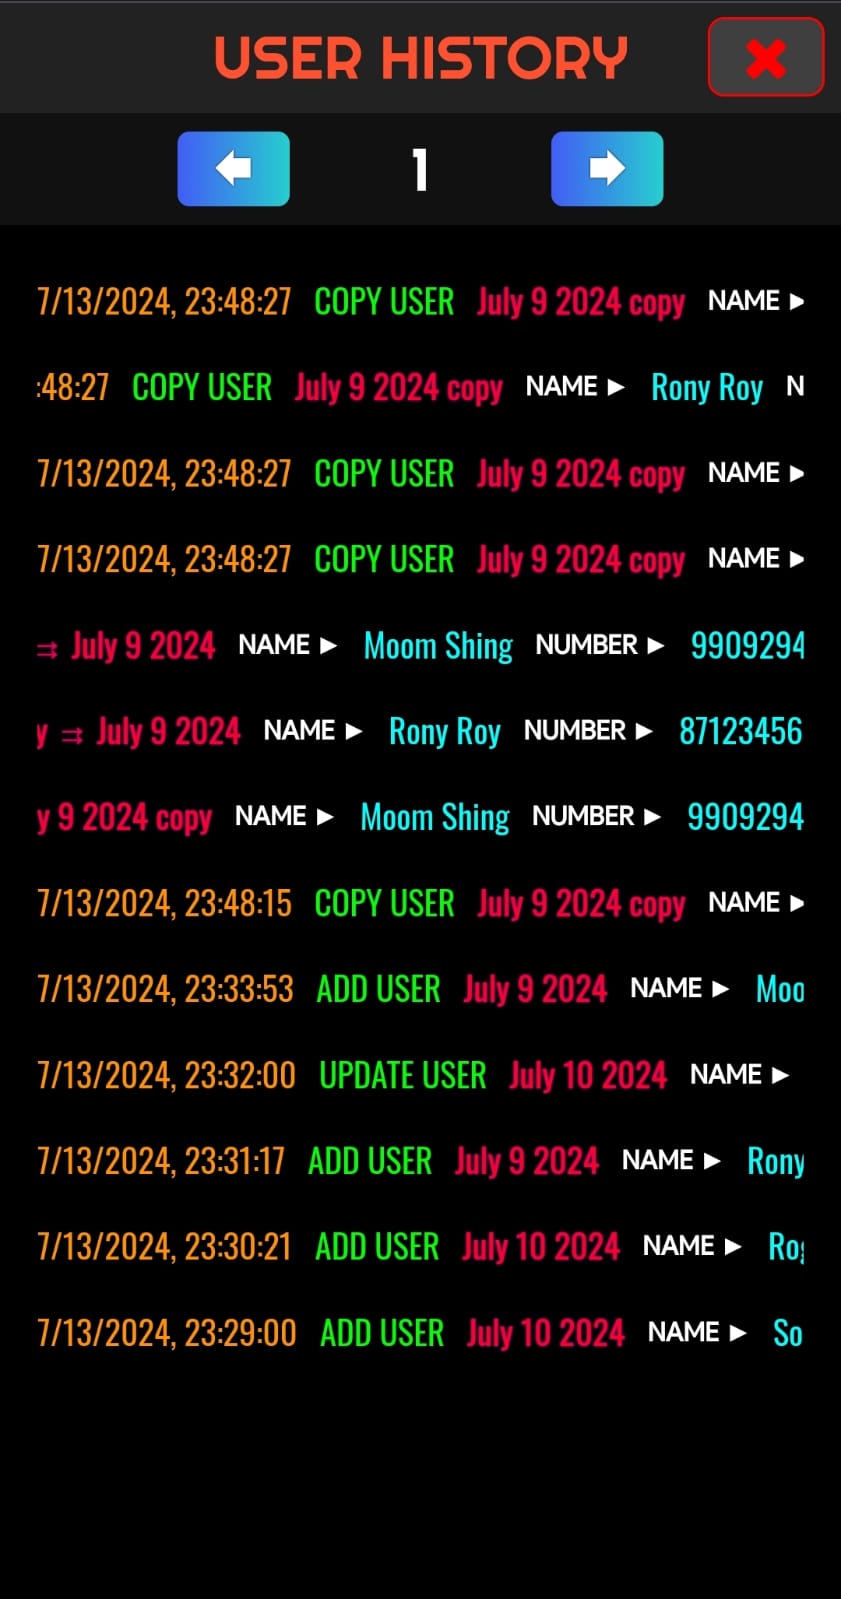 USER HISTORY
1
7/13/2024, 23:48:27 COPY USER July 9 2024 copy NAME ►
:48:27 COPY USER July 9 2024 copy NAME ► Rony Roy N
7/13/2024, 23:48:27 COPY USER July 9 2024 copy NAME ►
7/13/2024, 23:48:27 COPY USER July 9 2024 copy NAME ►
⇉ July 9 2024 NAME ► Moom Shing NUMBER ► 9909294
y ⇉ July 9 2024 NAME ► Rony Roy NUMBER ► 87123456
y 9 2024 copy NAME ► Moom Shing NUMBER ► 9909294
7/13/2024, 23:48:15 COPY USER July 9 2024 copy NAME ►
7/13/2024, 23:33:53 ADD USER July 9 2024 NAME ► Moo
7/13/2024, 23:32:00 UPDATE USER July 10 2024 NAME ►
7/13/2024, 23:31:17 ADD USER July 9 2024 NAME ► Rony
7/13/2024, 23:30:21 ADD USER July 10 2024 NAME ► Rog
7/13/2024, 23:29:00 ADD USER July 10 2024 NAME ► So